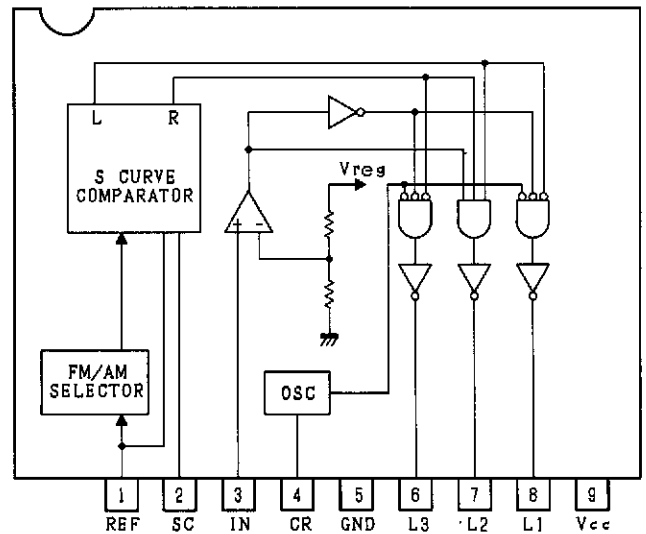 L R
S CURVE
COMPARATOR
Vreg
+ -
FM/AM
SELECTOR
OSC
1 2 3 4 5 6 7 8 9
REF SC IN CR GND L3 L2 L1 Vcc